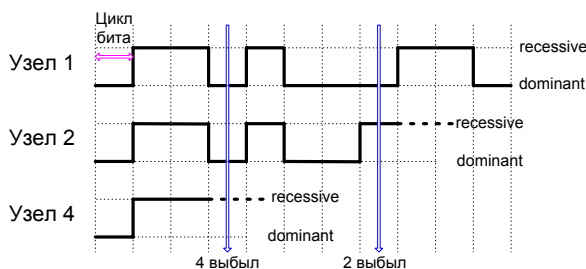 Цикл
бита
Узел 1
recessive
dominant
Узел 2
recessive
dominant
Узел 4
recessive
dominant
4 выбыл
2 выбыл